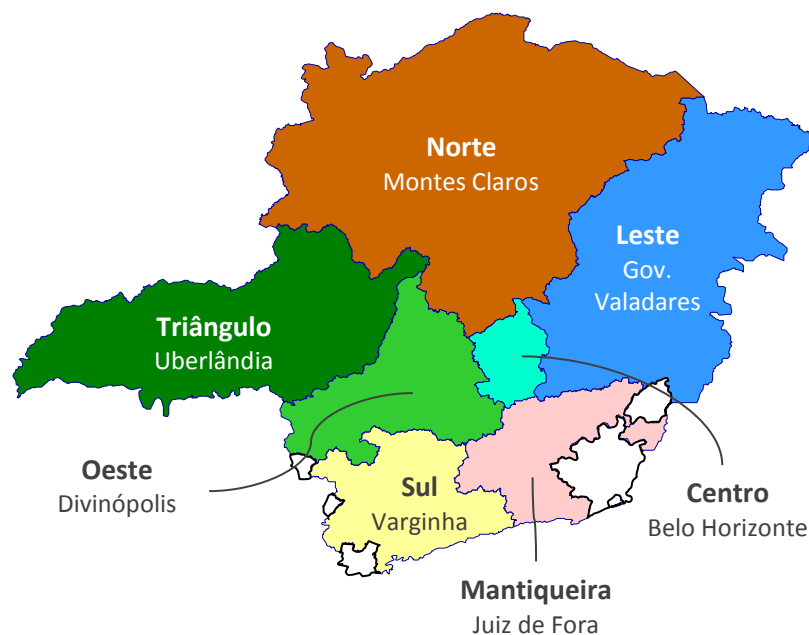 Norte
Montes Claros
Leste
Gov.
Valadares
Triângulo
Uberlândia
Oeste
Divinópolis
Sul
Varginha
Centro
Belo Horizonte
Mantiqueira
Juiz de Fora